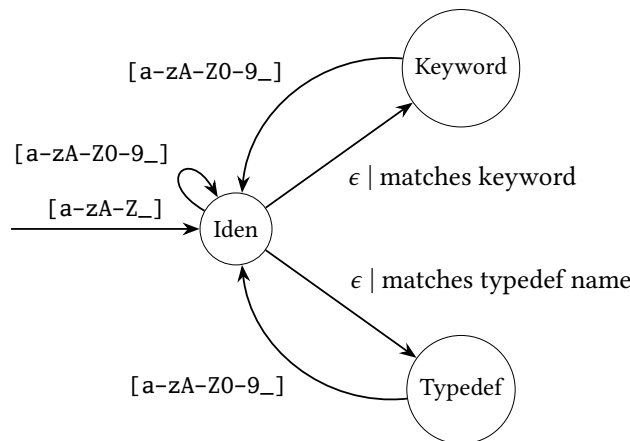 [a-zA-Z0-9_]
Keyword
[a-zA-Z0-9_]
ϵ | matches keyword
[a-zA-Z_]
Iden
ϵ | matches typedef name
[a-zA-Z0-9_]
Typedef